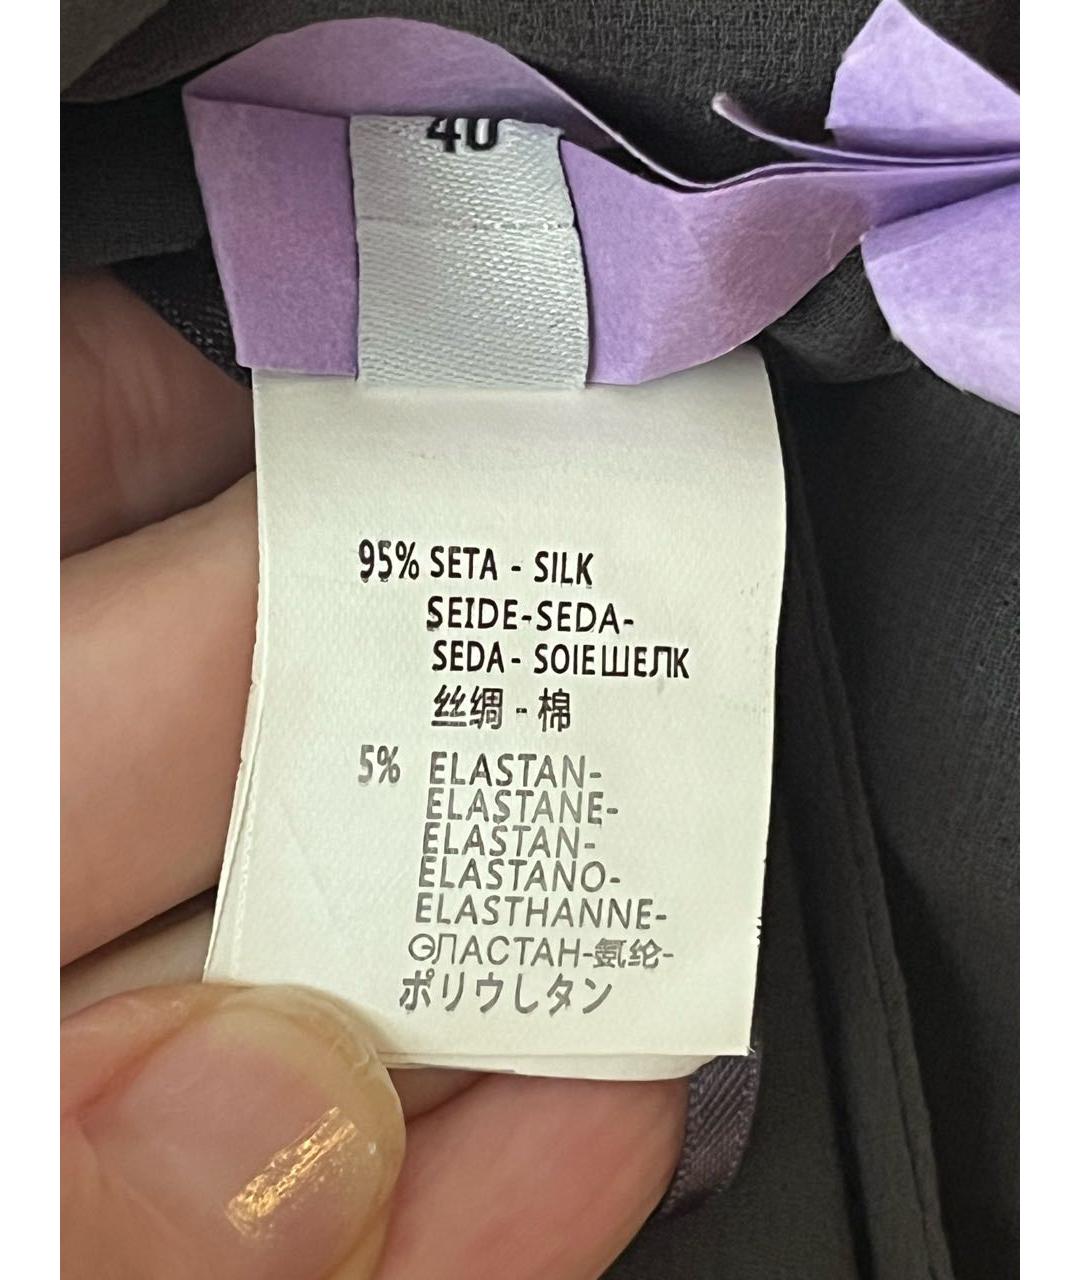 40
95% SETA - SILK
SEIDE-SEDA-
SEDA - SOIEШЕЛК
丝绸 - 棉
5% ELASTAN-
ELASTANE-
ELASTAN-
ELASTANO-
ELASTHANNE-
ЭЛАСТАН-氨纶-
ポリウレタン